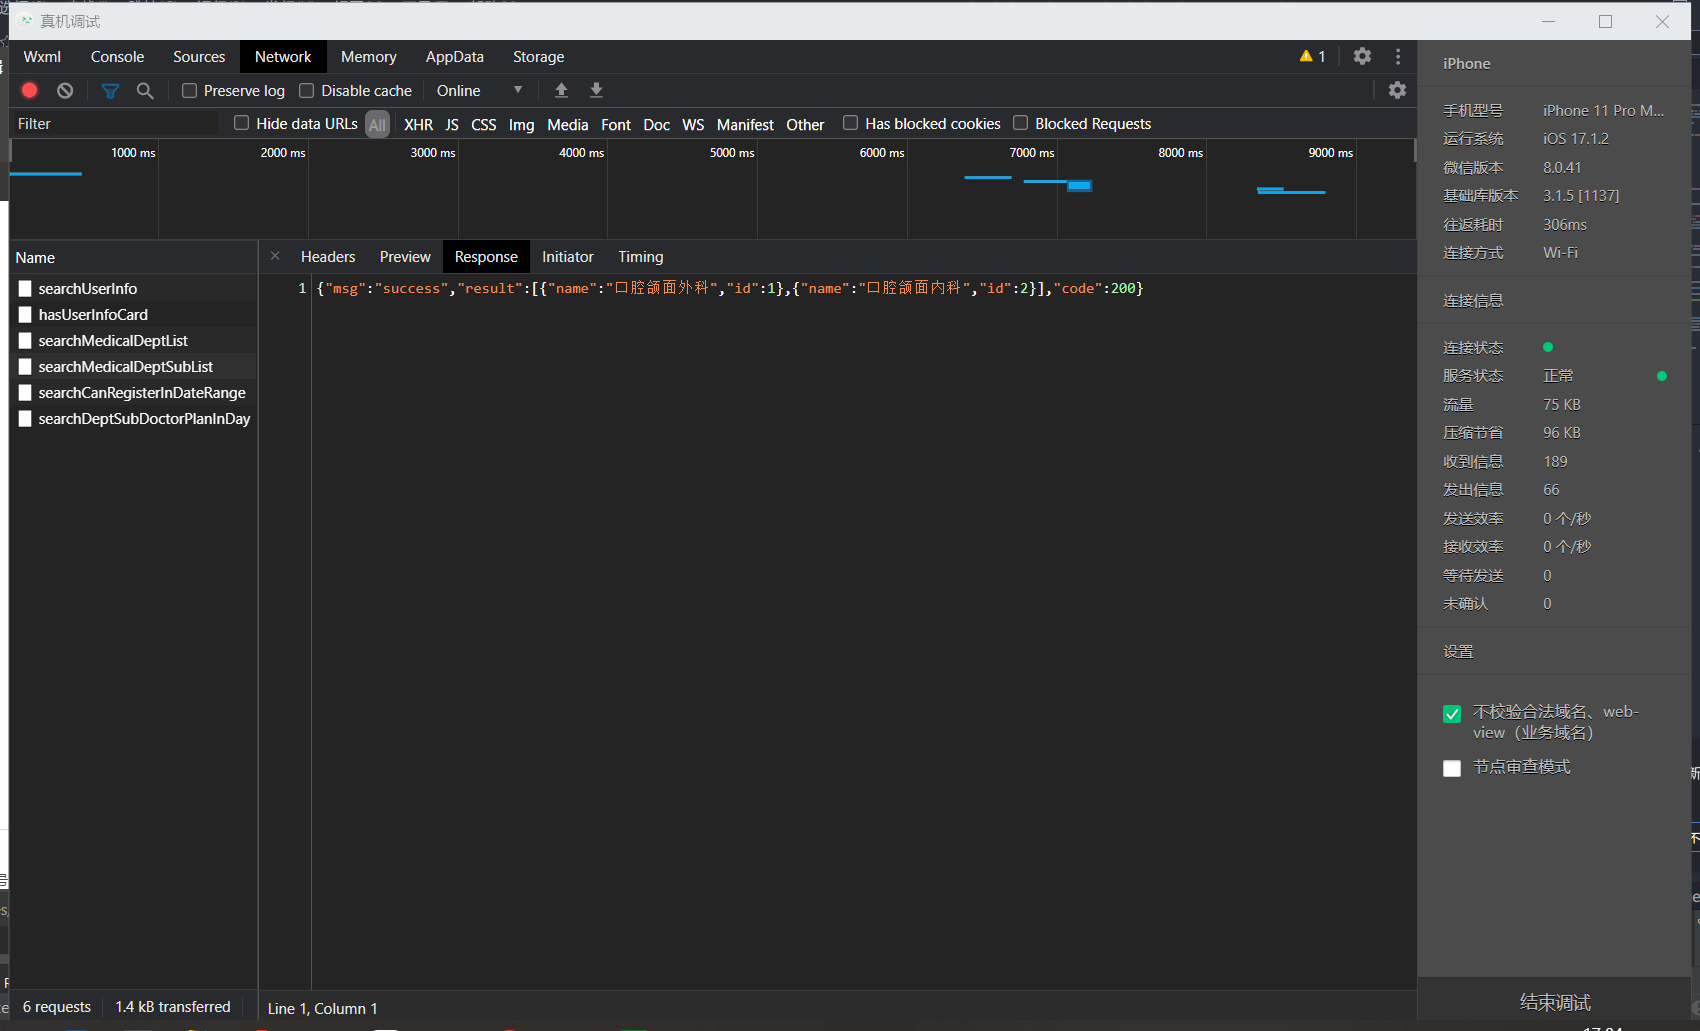 真机调试
Wxml Console Sources Network Memory AppData Storage 1
Preserve log Disable cache Online
Filter Hide data URLs All XHR JS CSS Img Media Font Doc WS Manifest Other Has blocked cookies Blocked Requests
1000 ms 2000 ms 3000 ms 4000 ms 5000 ms 6000 ms 7000 ms 8000 ms 9000 ms
Name
searchUserInfo
hasUserInfoCard
searchMedicalDeptList
searchMedicalDeptSubList
searchCanRegisterInDateRange
searchDeptSubDoctorPlanInDay
6 requests 1.4 kB transferred
Headers Preview Response Initiator Timing
1 {"msg":"success","result":[{"name":"口腔颌面外科","id":1},{"name":"口腔颌面内科","id":2}],"code":200}
Line 1, Column 1
iPhone
手机型号 iPhone 11 Pro M...
运行系统 iOS 17.1.2
微信版本 8.0.41
基础库版本 3.1.5 [1137]
往返耗时 306ms
连接方式 Wi-Fi
连接信息
连接状态
服务状态 正常
流量 75 KB
压缩节省 96 KB
收到信息 189
发出信息 66
发送效率 0 个/秒
接收效率 0 个/秒
等待发送 0
未确认 0
设置
不校验合法域名、web-
view（业务域名）
节点审查模式
结束调试